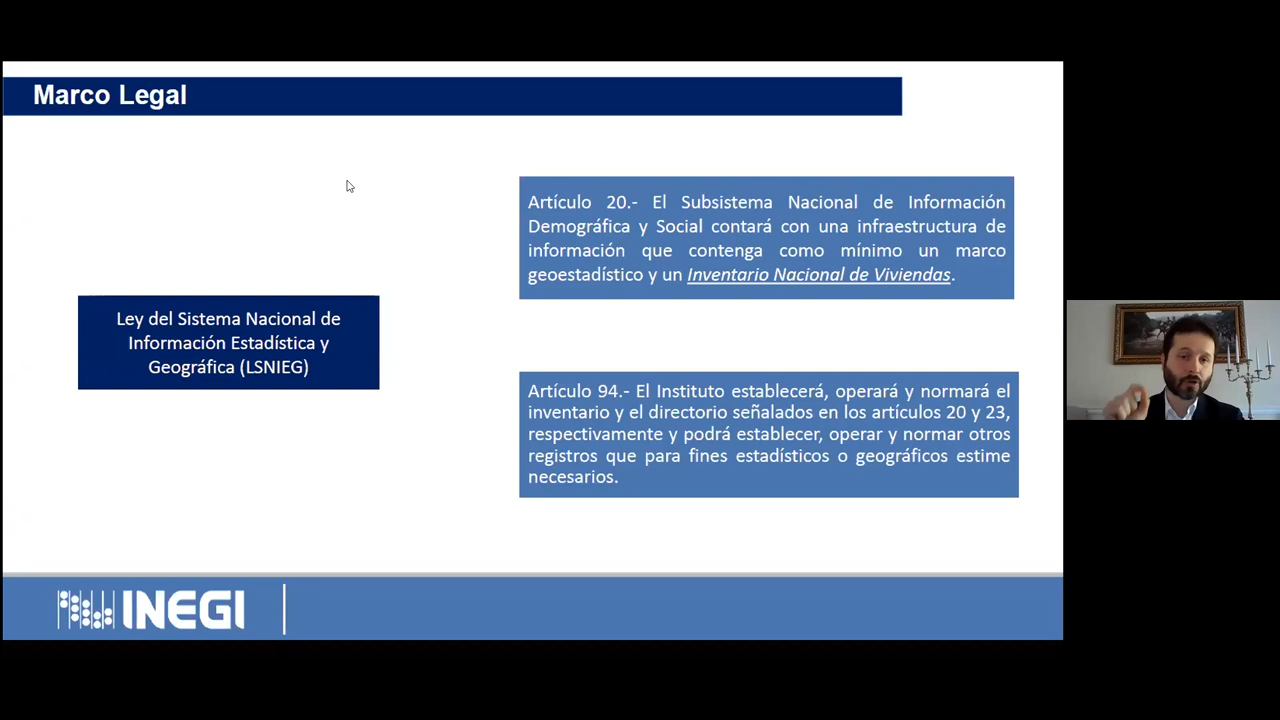 Marco Legal
Ley del Sistema Nacional de
Información Estadística y
Geográfica (LSNIEG)
Artículo 20.- El Subsistema Nacional de Información
Demográfica y Social contará con una infraestructura de
información que contenga como mínimo un marco
geoestadístico y un Inventario Nacional de Viviendas.
Artículo 94.- El Instituto establecerá, operará y normará el
inventario y el directorio señalados en los artículos 20 y 23,
respectivamente y podrá establecer, operar y normar otros
registros que para fines estadísticos o geográficos estime
necesarios.
INEGI